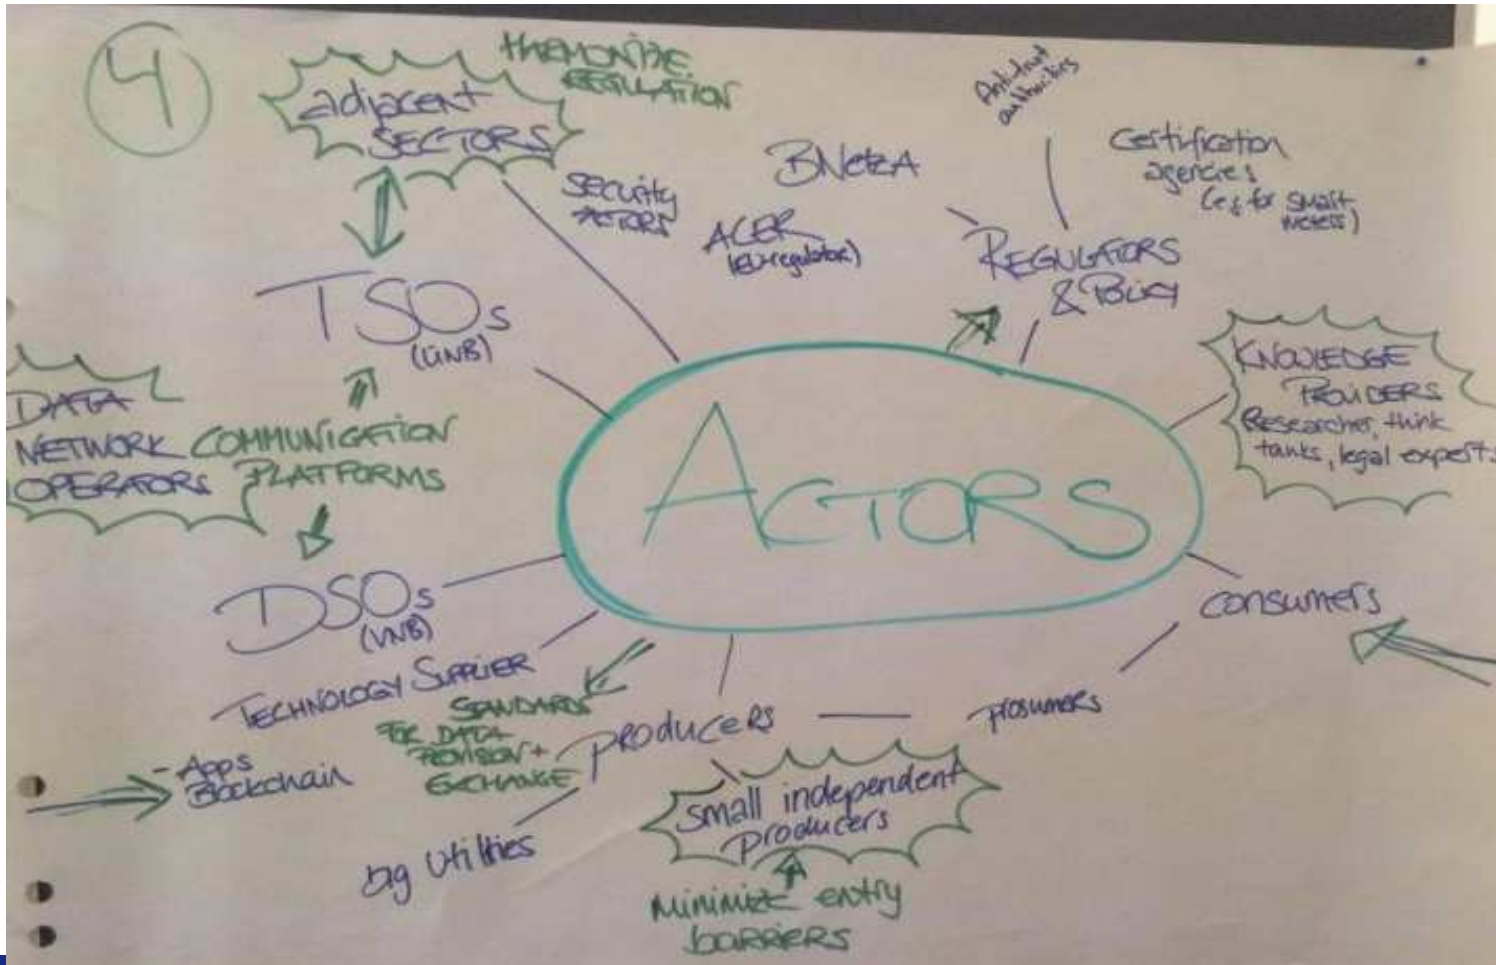 4
adjacent
SECTORS
HARMONIZE
REGULATION
SECURITY
ACTORS
BNetzA
ACER
(EU-regulator)
Anti-trust
authorities
Certification
agencies
(e.g. for smart
meters)
REGULATORS
& POLICY
TSOs
(ÜNB)
KNOWLEDGE
PROVIDERS
Researcher, think
tanks, legal experts
DATA
NETWORK
OPERATORS
COMMUNICATION
PLATFORMS
ACTORS
DSOs
(VNB)
consumers
TECHNOLOGY SUPPLIER
- Apps
Blockchain
STANDARDS
FOR DATA
PROVISION +
EXCHANGE
PRODUCERS
prosumers
big utilities
small independent
producers
Minimize entry
barriers